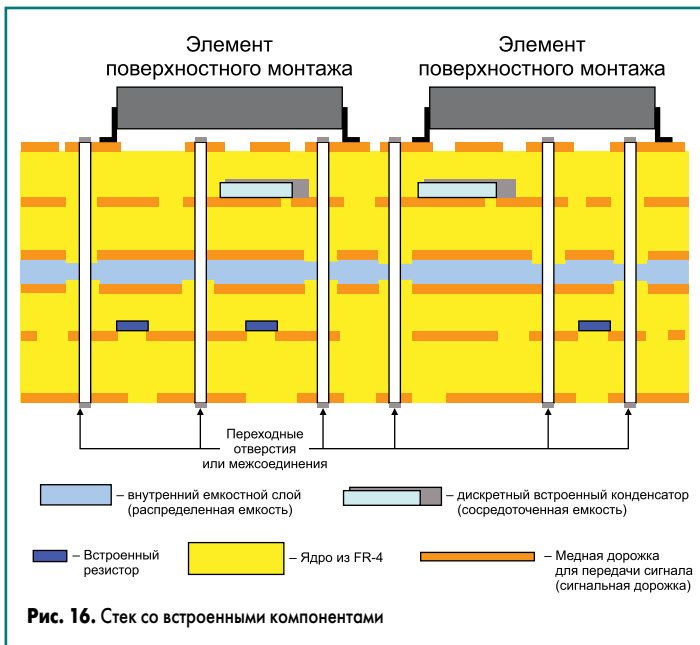 Элемент
поверхностного монтажа
Элемент
поверхностного монтажа
Переходные
отверстия
или межсоединения
– внутренний емкостной слой
(распределенная емкость)
– дискретный встроенный конденсатор
(сосредоточенная емкость)
– Встроенный
резистор
– Ядро из FR-4
– Медная дорожка
для передачи сигнала
(сигнальная дорожка)
Рис. 16. Стек со встроенными компонентами